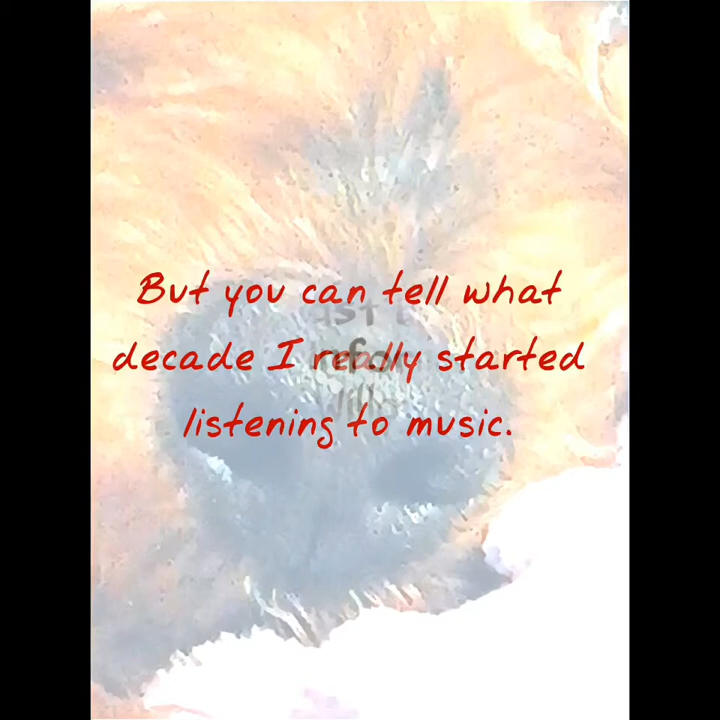 But you can tell what
decade I really started
listening to music.